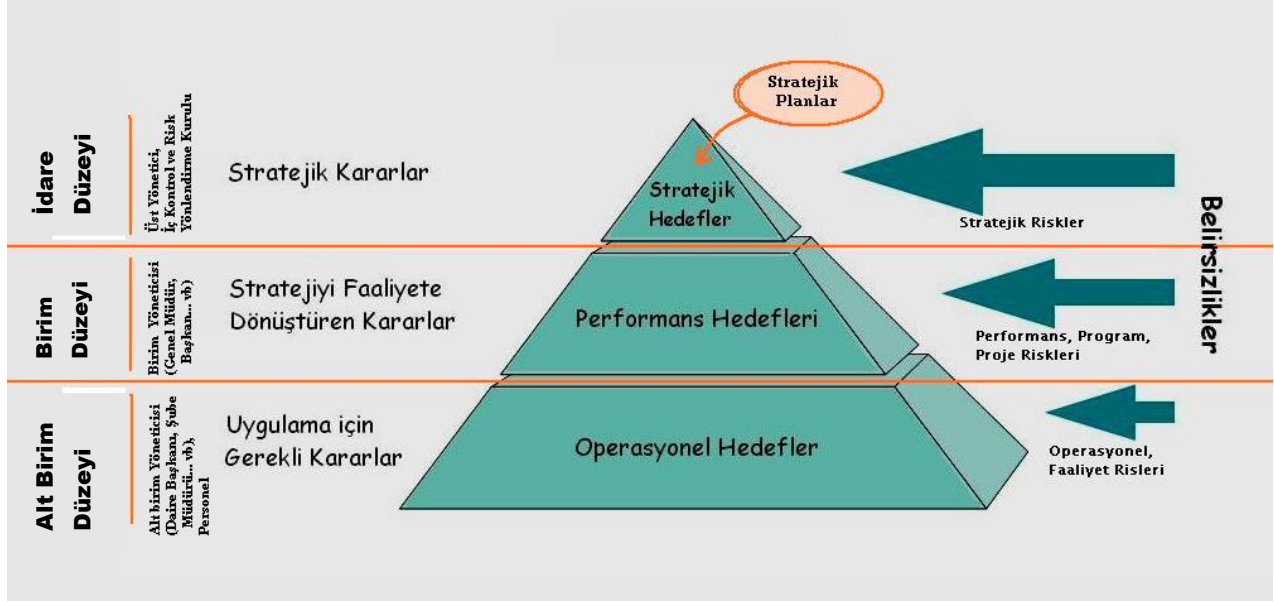 Stratejik
Planlar
İdare
Düzeyi
Üst Yönetici,
İç Kontrol ve Risk
Yönlendirme Kurulu
Stratejik Kararlar
Stratejik
Hedefler
Stratejik Riskler
Belirsizlikler
Birim
Düzeyi
Birim Yöneticisi
(Genel Müdür,
Başkan... vb)
Stratejiyi Faaliyete
Dönüştüren Kararlar
Performans Hedefleri
Performans, Program,
Proje Riskleri
Alt Birim
Düzeyi
Alt birim Yöneticisi
(Daire Başkanı, Şube
Müdürü... vb),
Personel
Uygulama için
Gerekli Kararlar
Operasyonel Hedefler
Operasyonel,
Faaliyet Risleri